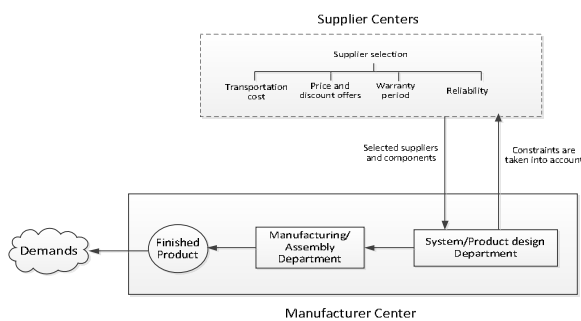 Supplier Centers
Supplier selection
Transportation
cost
Price and
discount offers
Warranty
period
Reliability
Selected suppliers
and components
Constraints are
taken into account
Demands
Finished
Product
Manufacturing/
Assembly
Department
System/Product design
Department
Manufacturer Center